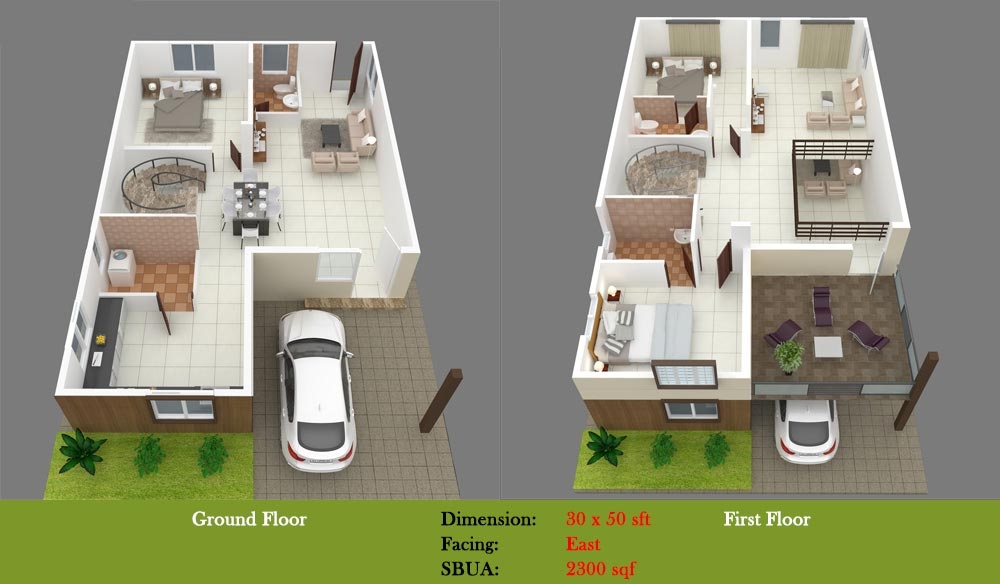 Ground Floor
Dimension: 30 x 50 sft
First Floor
Facing: East
SBUA: 2300 sqf